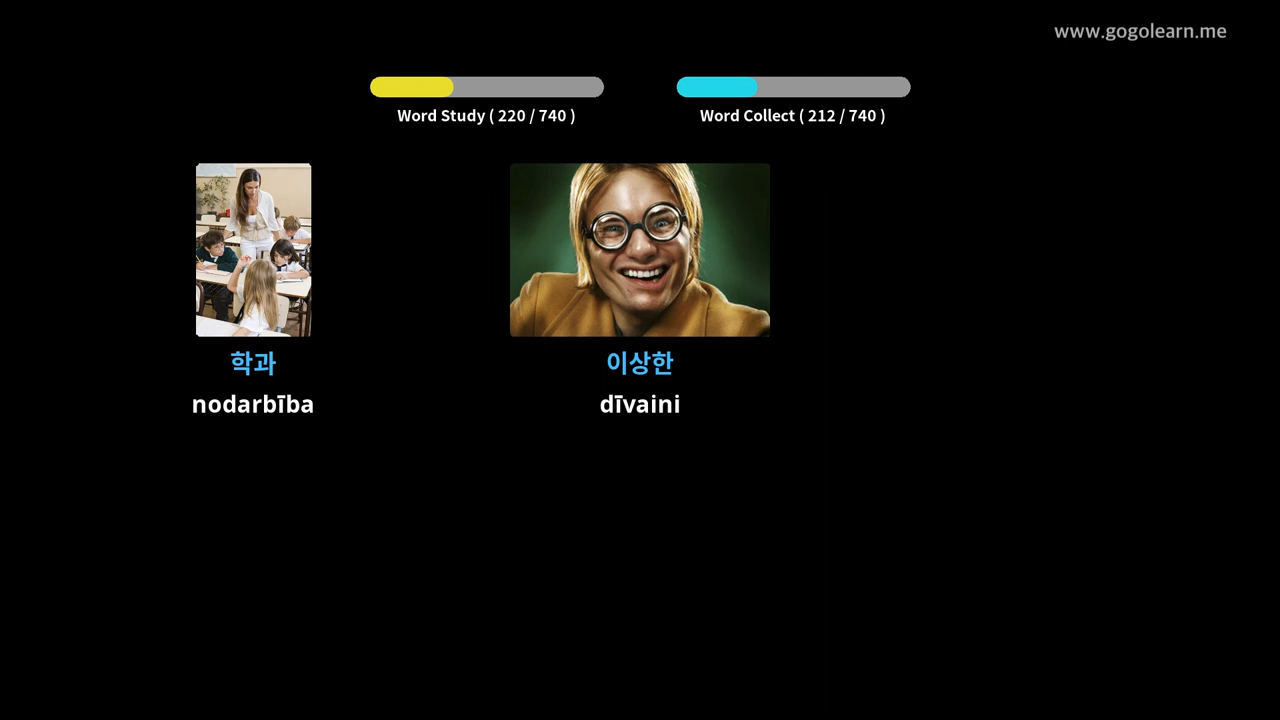 www.gogolearn.me
Word Study ( 220 / 740 )
Word Collect ( 212 / 740 )
학과
이상한
nodarbība
dīvaini